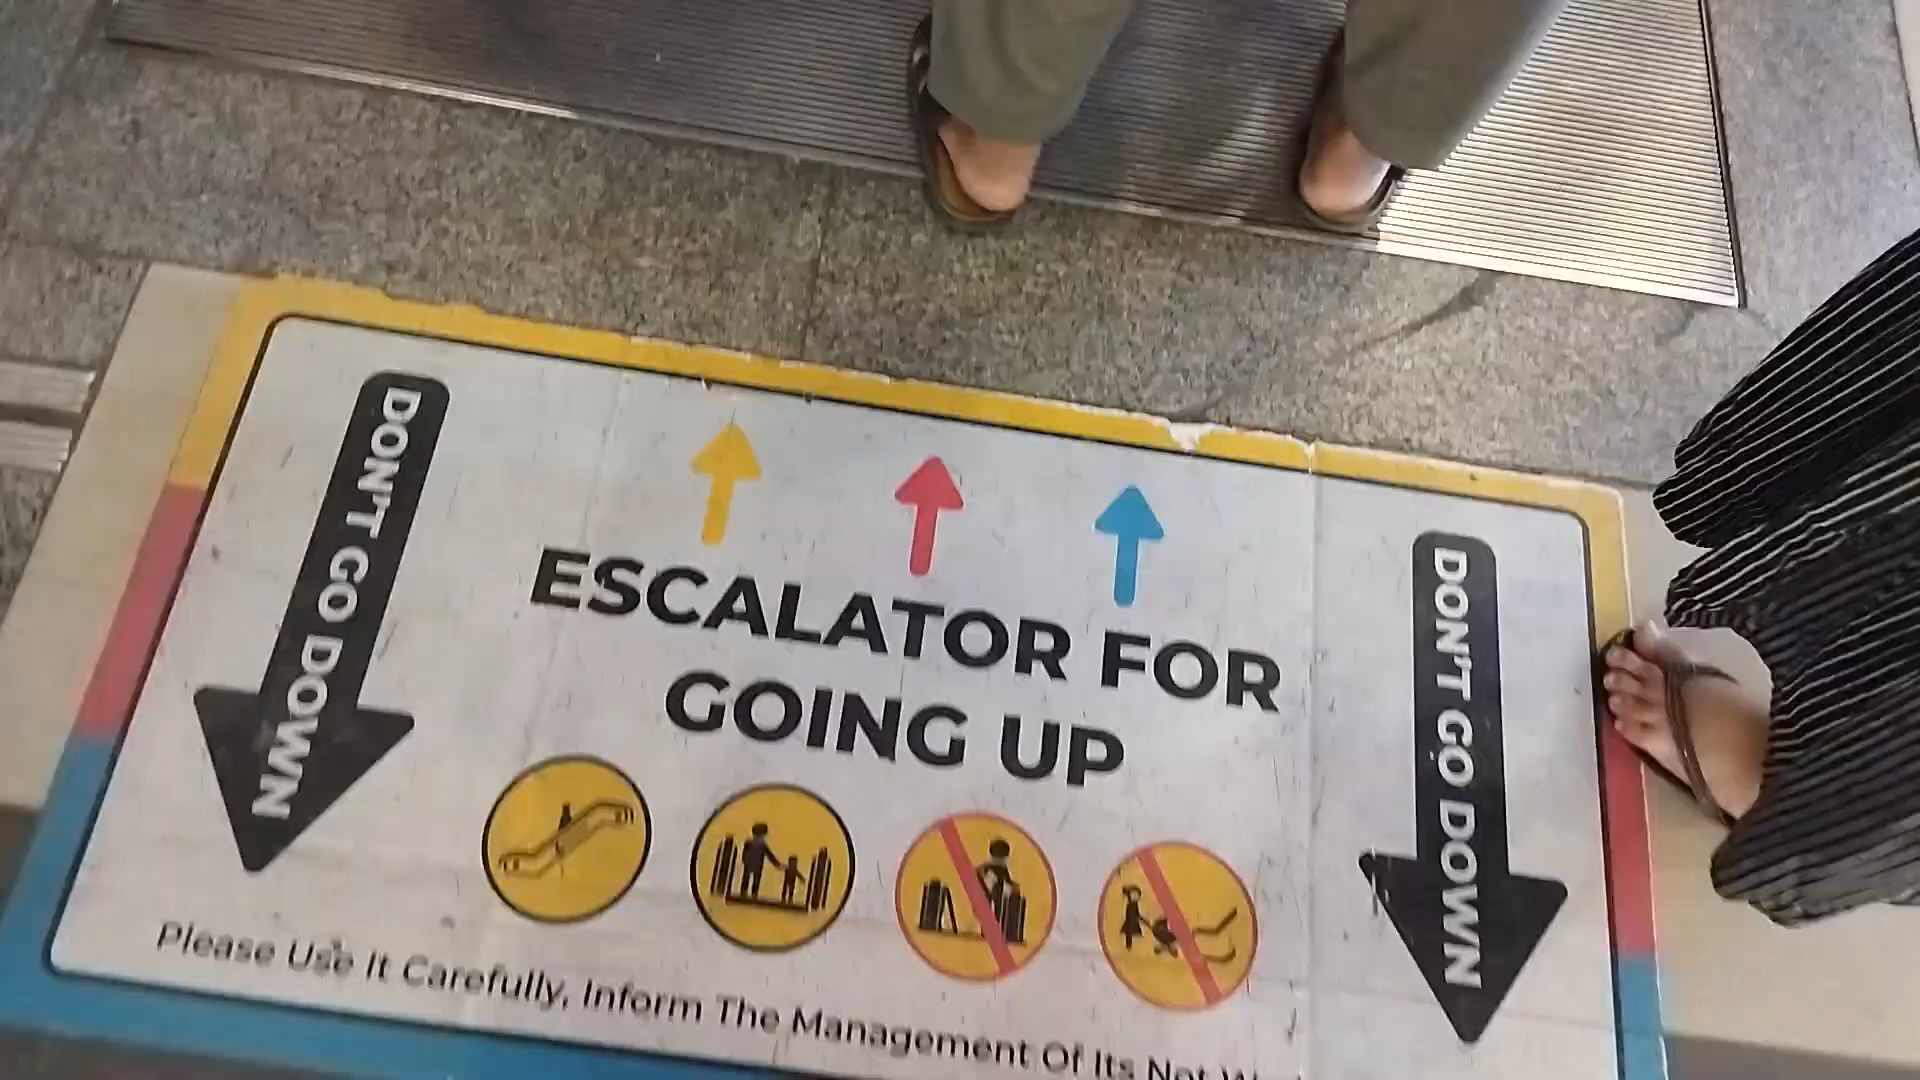 DON'T GO DOWN
ESCALATOR FOR
GOING UP
DON'T GO DOWN
Please Use It Carefully, Inform The Management Of Its Not